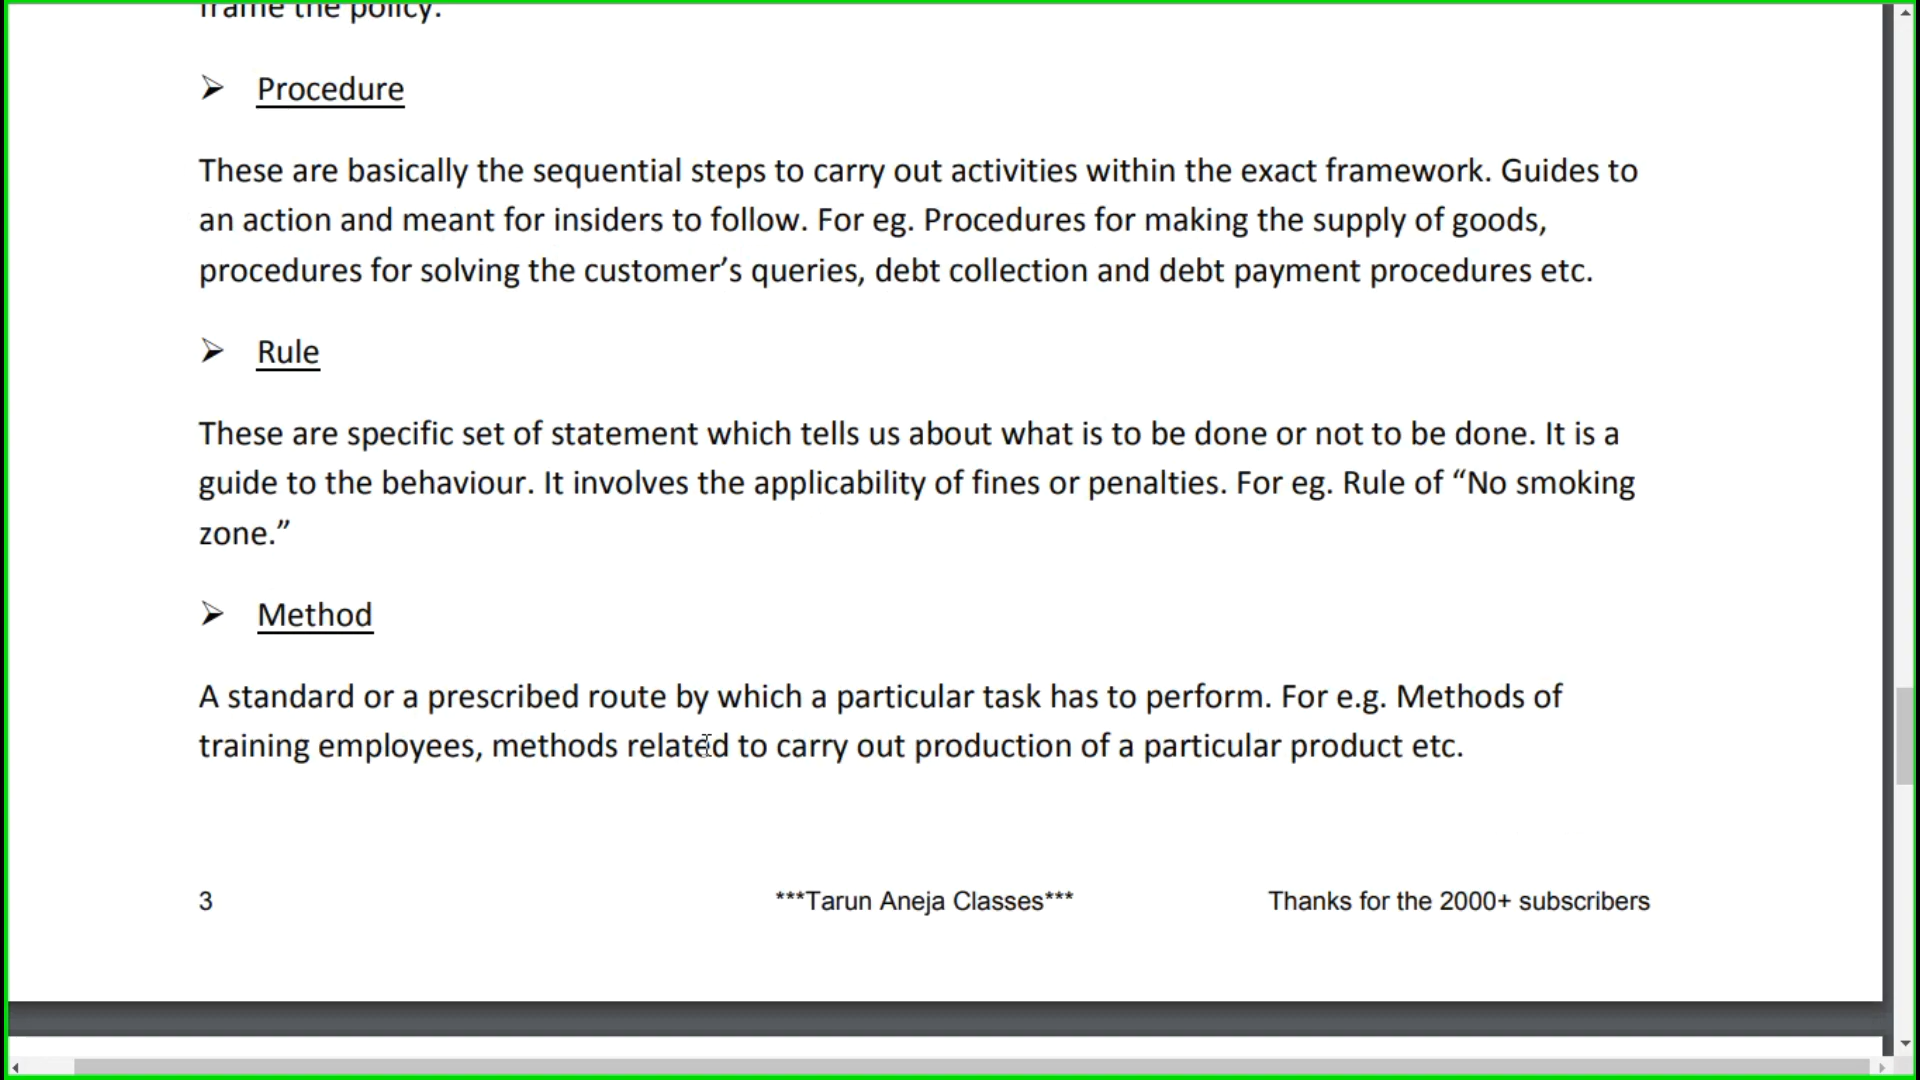 frame the policy.
➢ Procedure
These are basically the sequential steps to carry out activities within the exact framework. Guides to
an action and meant for insiders to follow. For eg. Procedures for making the supply of goods,
procedures for solving the customer’s queries, debt collection and debt payment procedures etc.
➢ Rule
These are specific set of statement which tells us about what is to be done or not to be done. It is a
guide to the behaviour. It involves the applicability of fines or penalties. For eg. Rule of “No smoking
zone.”
➢ Method
A standard or a prescribed route by which a particular task has to perform. For e.g. Methods of
training employees, methods related to carry out production of a particular product etc.
3 ***Tarun Aneja Classes*** Thanks for the 2000+ subscribers